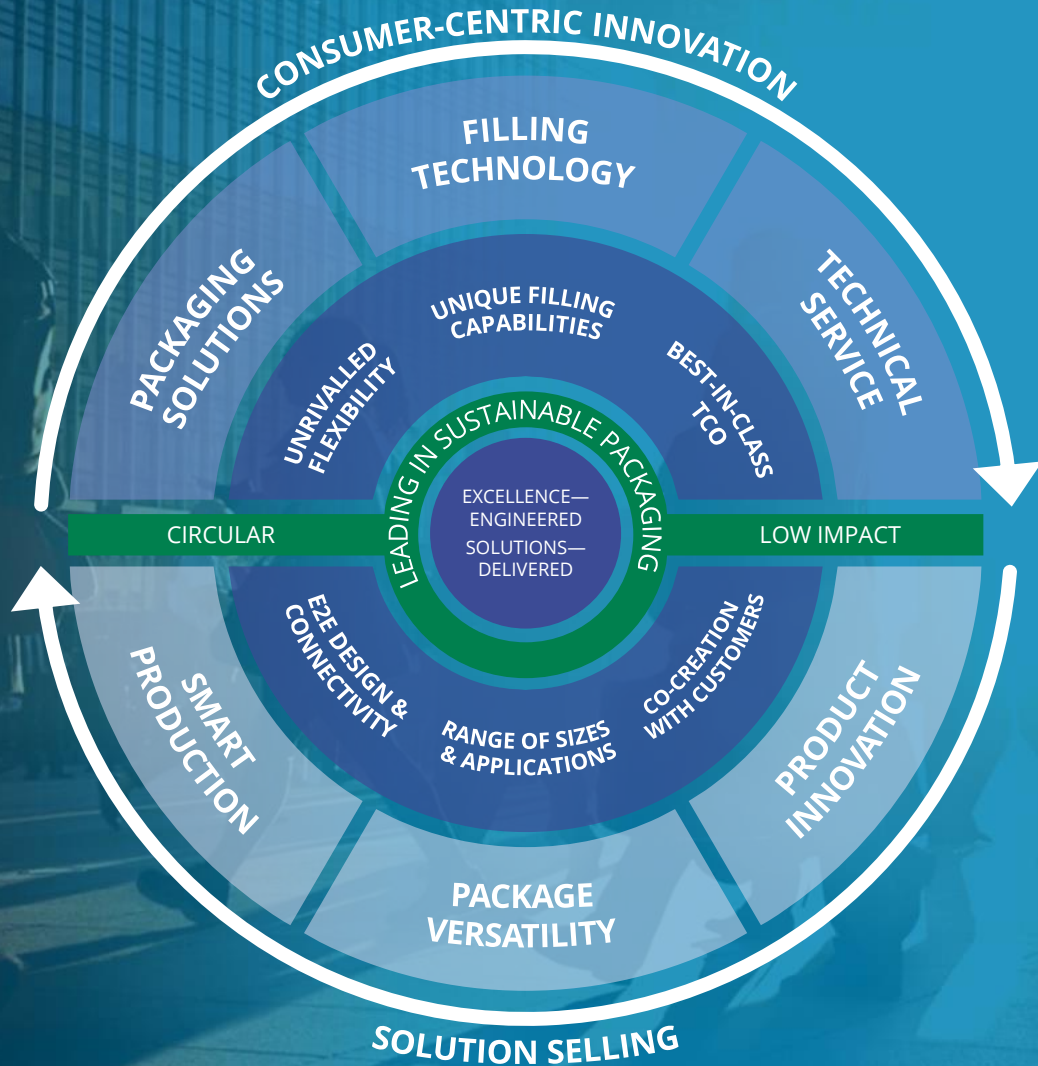 CONSUMER-CENTRIC INNOVATION
FILLING
TECHNOLOGY
PACKAGING
SOLUTIONS
TECHNICAL
SERVICE
UNIQUE FILLING
CAPABILITIES
UNRIVALLED
FLEXIBILITY
BEST-IN-CLASS
TCO
LEADING IN SUSTAINABLE PACKAGING
EXCELLENCE—
ENGINEERED
SOLUTIONS—
DELIVERED
CIRCULAR
LOW IMPACT
E2E DESIGN &
CONNECTIVITY
RANGE OF SIZES
& APPLICATIONS
CO-CREATION
WITH CUSTOMERS
SMART
PRODUCTION
PACKAGE
VERSATILITY
PRODUCT
INNOVATION
SOLUTION SELLING